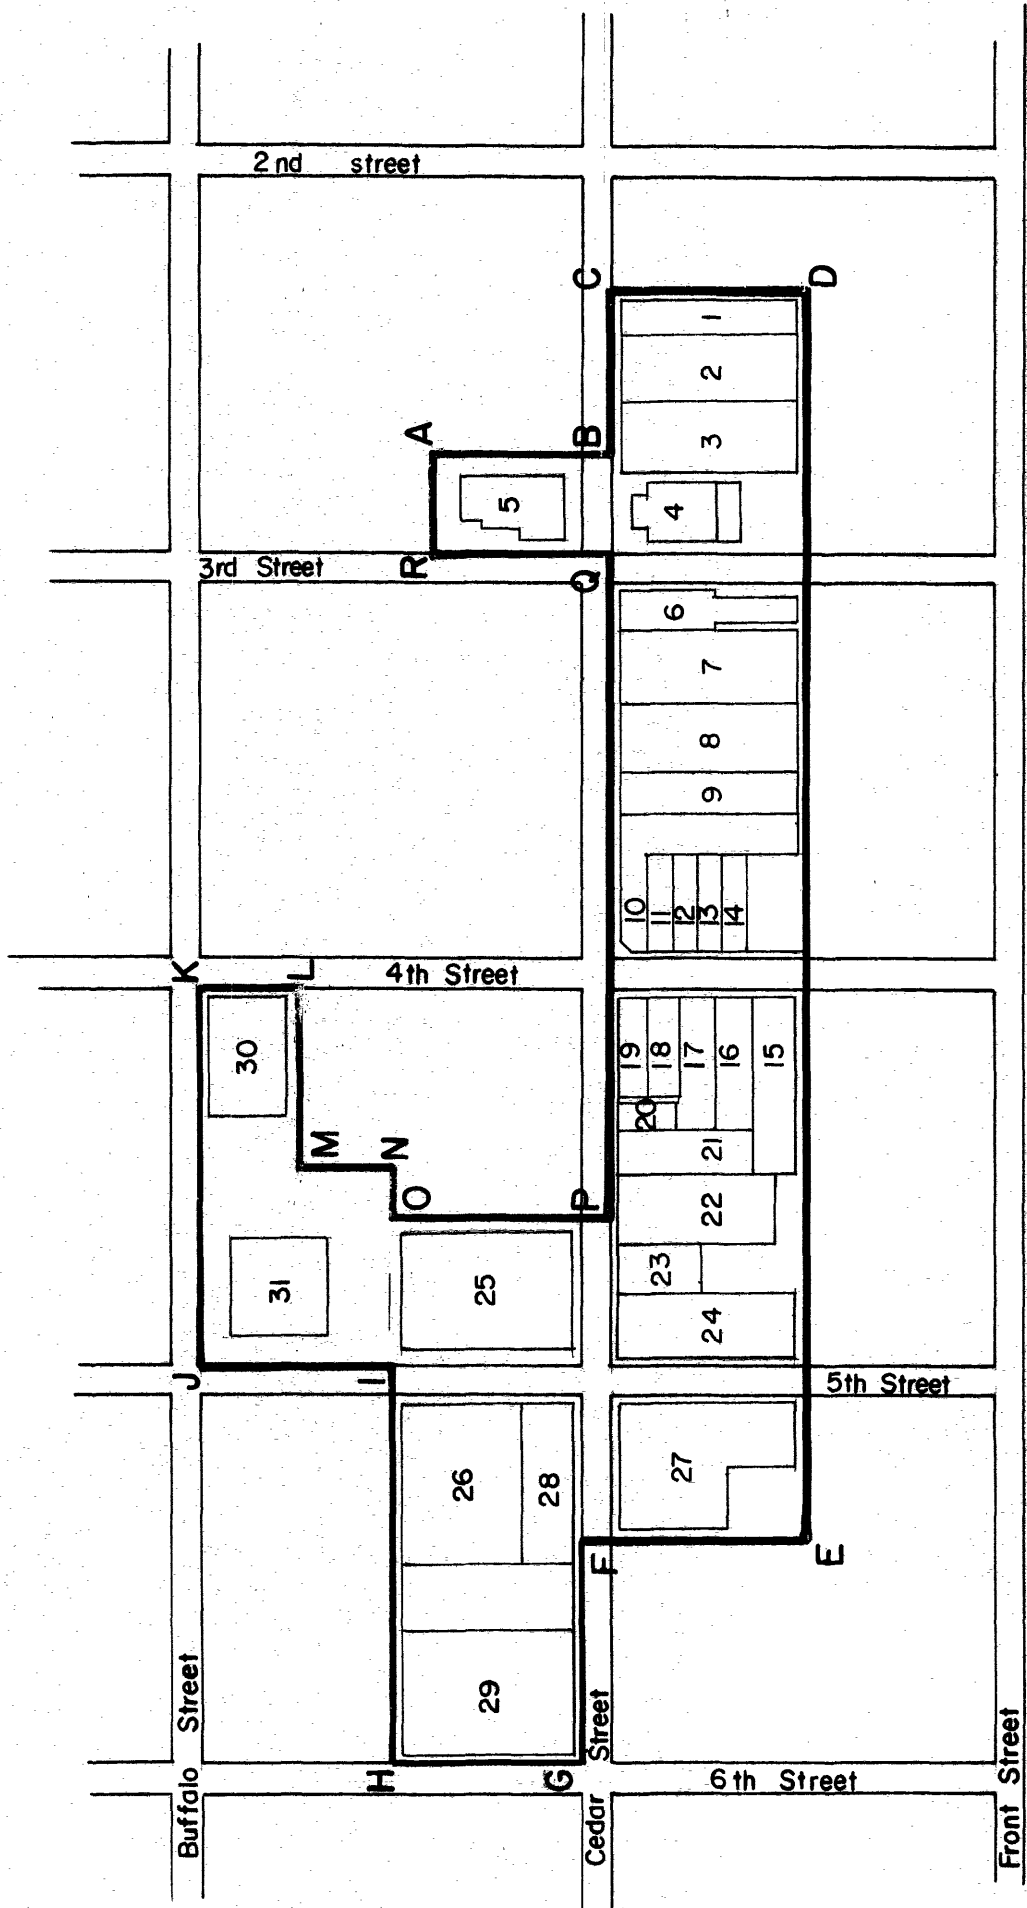 2nd street
C
D
1
2
A
B
3
5
4
3rd Street
R
Q
6
7
8
9
10
11
12
13
14
K
L
4th Street
30
19
18
17
16
15
20
M
N
21
O
P
22
31
25
23
24
J
I
5th Street
26
28
27
F
E
29
Buffalo Street
Cedar Street
H
G
6th Street
Front Street